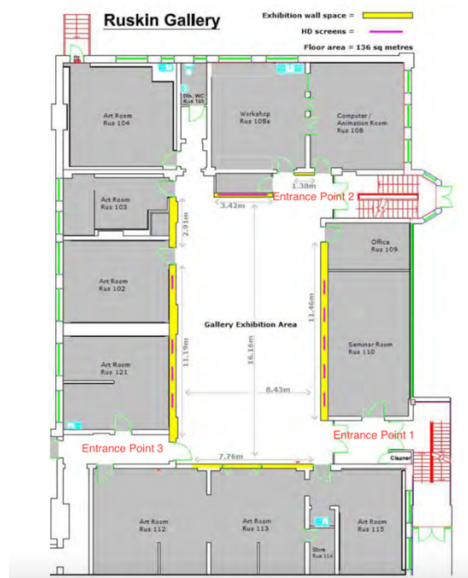 Ruskin Gallery
Exhibition wall space =
HD screens =
Floor area = 136 sq metres
Art Room
Rus 104
Dis. WC
Rus 105
Workshop
Rus 108a
Computer /
Animation Room
Rus 108
1.38m
3.42m
Entrance Point 2
Art Room
Rus 103
2.91m
Office
Rus 109
Art Room
Rus 102
11.19m
Gallery Exhibition Area
16.16m
11.46m
Seminar Room
Rus 110
Art Room
Rus 121
8.43m
Entrance Point 3
7.76m
Entrance Point 1
Cleaner
Art Room
Rus 112
Art Room
Rus 113
Store
Rus 114
Art Room
Rus 115